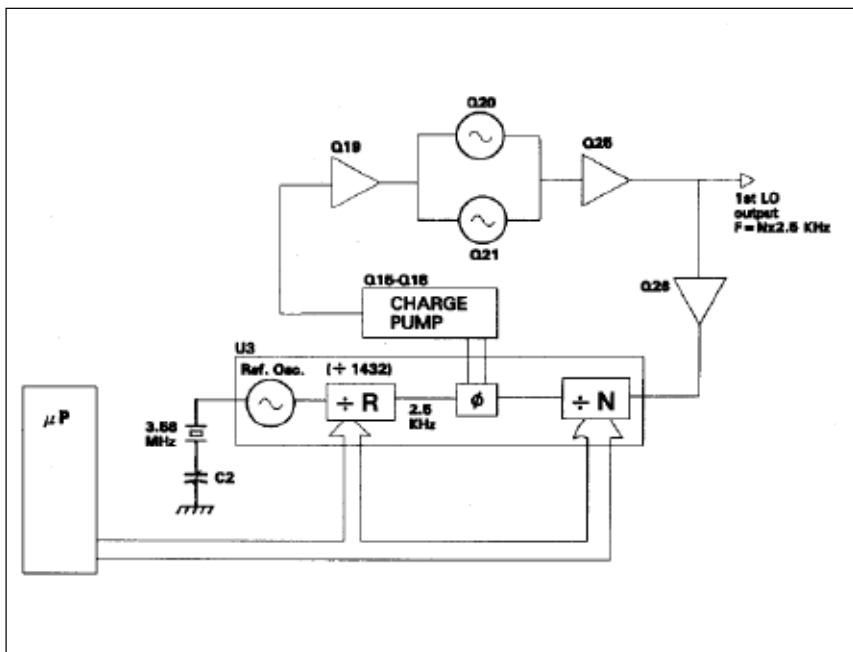 Q20
Q19
Q25
1st LO
output
F=Nx2.5 KHz
Q21
Q15-Q18
CHARGE
PUMP
Q26
U3
Ref. Osc.
(÷ 1432)
μP
÷ R
ϕ
÷ N
2.5
KHz
3.58
MHz
C2